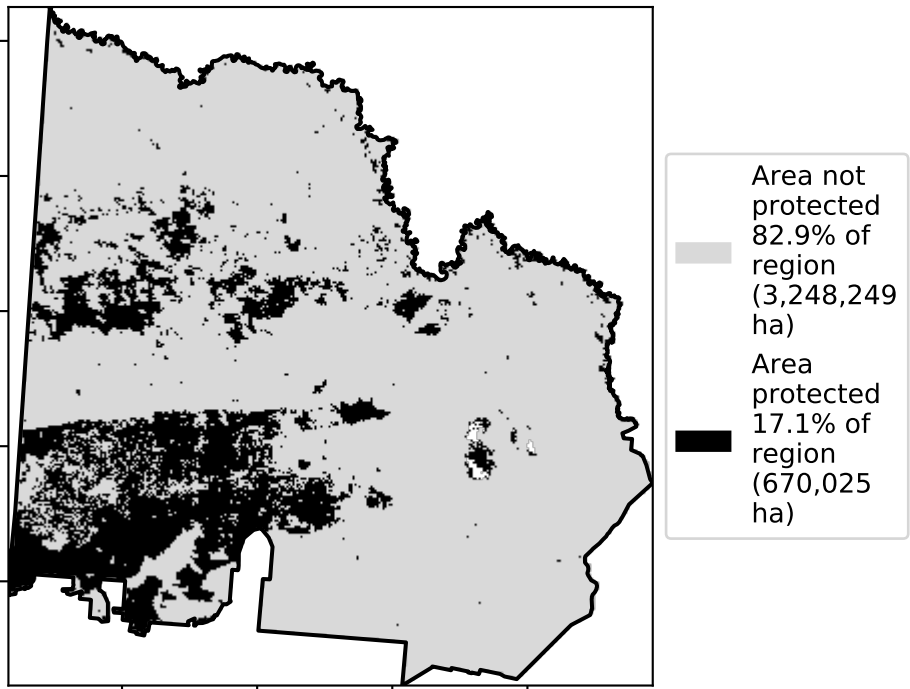 Area not
protected
82.9% of
region
(3,248,249
ha)
Area
protected
17.1% of
region
(670,025
ha)